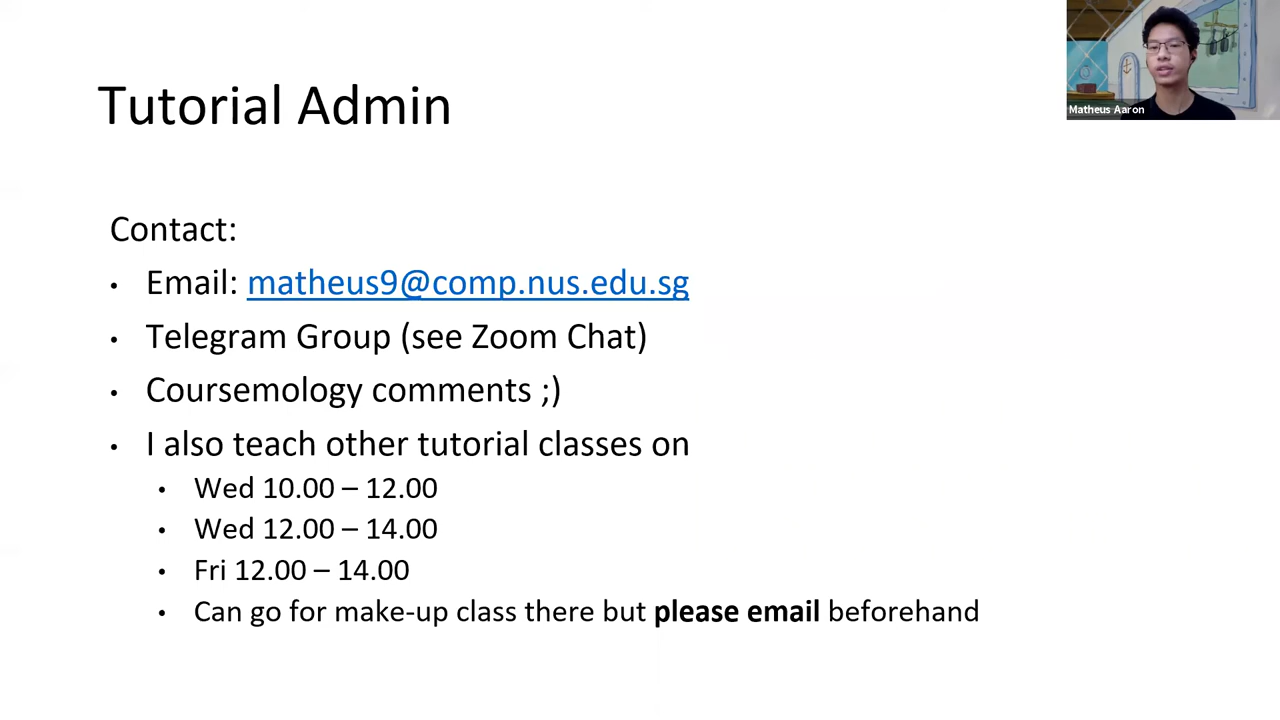 Tutorial Admin
Matheus Aaron
Contact:
• Email: matheus9@comp.nus.edu.sg
• Telegram Group (see Zoom Chat)
• Coursemology comments ;)
• I also teach other tutorial classes on
• Wed 10.00 – 12.00
• Wed 12.00 – 14.00
• Fri 12.00 – 14.00
• Can go for make-up class there but please email beforehand